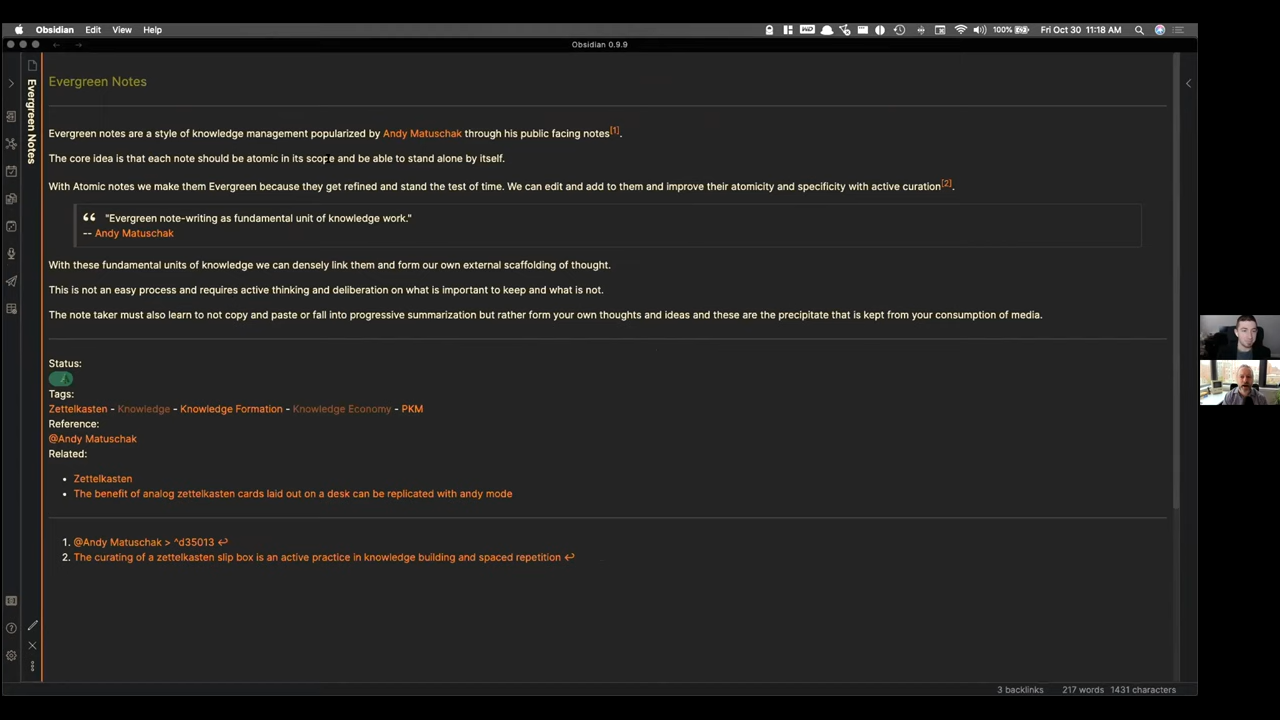 Obsidian Edit View Help 100% Fri Oct 30 11:18 AM
Obsidian 0.9.9
Evergreen Notes
Evergreen Notes
Evergreen notes are a style of knowledge management popularized by Andy Matuschak through his public facing notes[1].
The core idea is that each note should be atomic in its scope and be able to stand alone by itself.
With Atomic notes we make them Evergreen because they get refined and stand the test of time. We can edit and add to them and improve their atomicity and specificity with active curation[2].
"Evergreen note-writing as fundamental unit of knowledge work."
-- Andy Matuschak
With these fundamental units of knowledge we can densely link them and form our own external scaffolding of thought.
This is not an easy process and requires active thinking and deliberation on what is important to keep and what is not.
The note taker must also learn to not copy and paste or fall into progressive summarization but rather form your own thoughts and ideas and these are the precipitate that is kept from your consumption of media.
Status:
Tags:
Zettelkasten - Knowledge - Knowledge Formation - Knowledge Economy - PKM
Reference:
@Andy Matuschak
Related:
• Zettelkasten
• The benefit of analog zettelkasten cards laid out on a desk can be replicated with andy mode
1. @Andy Matuschak > ^d35013 ↩
2. The curating of a zettelkasten slip box is an active practice in knowledge building and spaced repetition ↩
3 backlinks 217 words 1431 characters